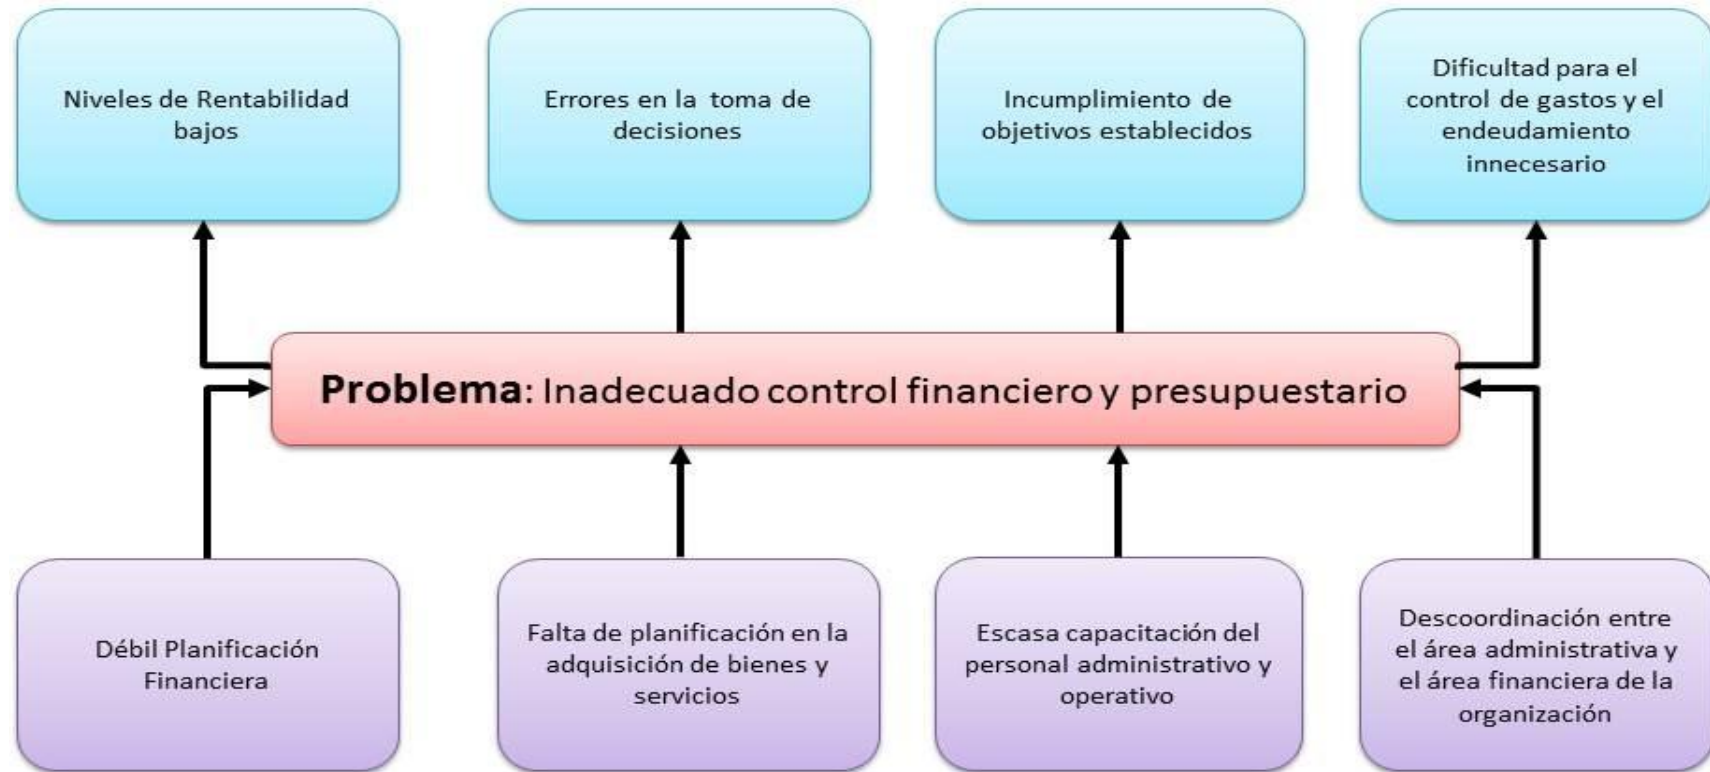 Niveles de Rentabilidad
bajos
Errores en la toma de
decisiones
Incumplimiento de
objetivos establecidos
Dificultad para el
control de gastos y el
endeudamiento
innecesario
Problema: Inadecuado control financiero y presupuestario
Débil Planificación
Financiera
Falta de planificación en la
adquisición de bienes y
servicios
Escasa capacitación del
personal administrativo y
operativo
Descoordinación entre
el área administrativa y
el área financiera de la
organización